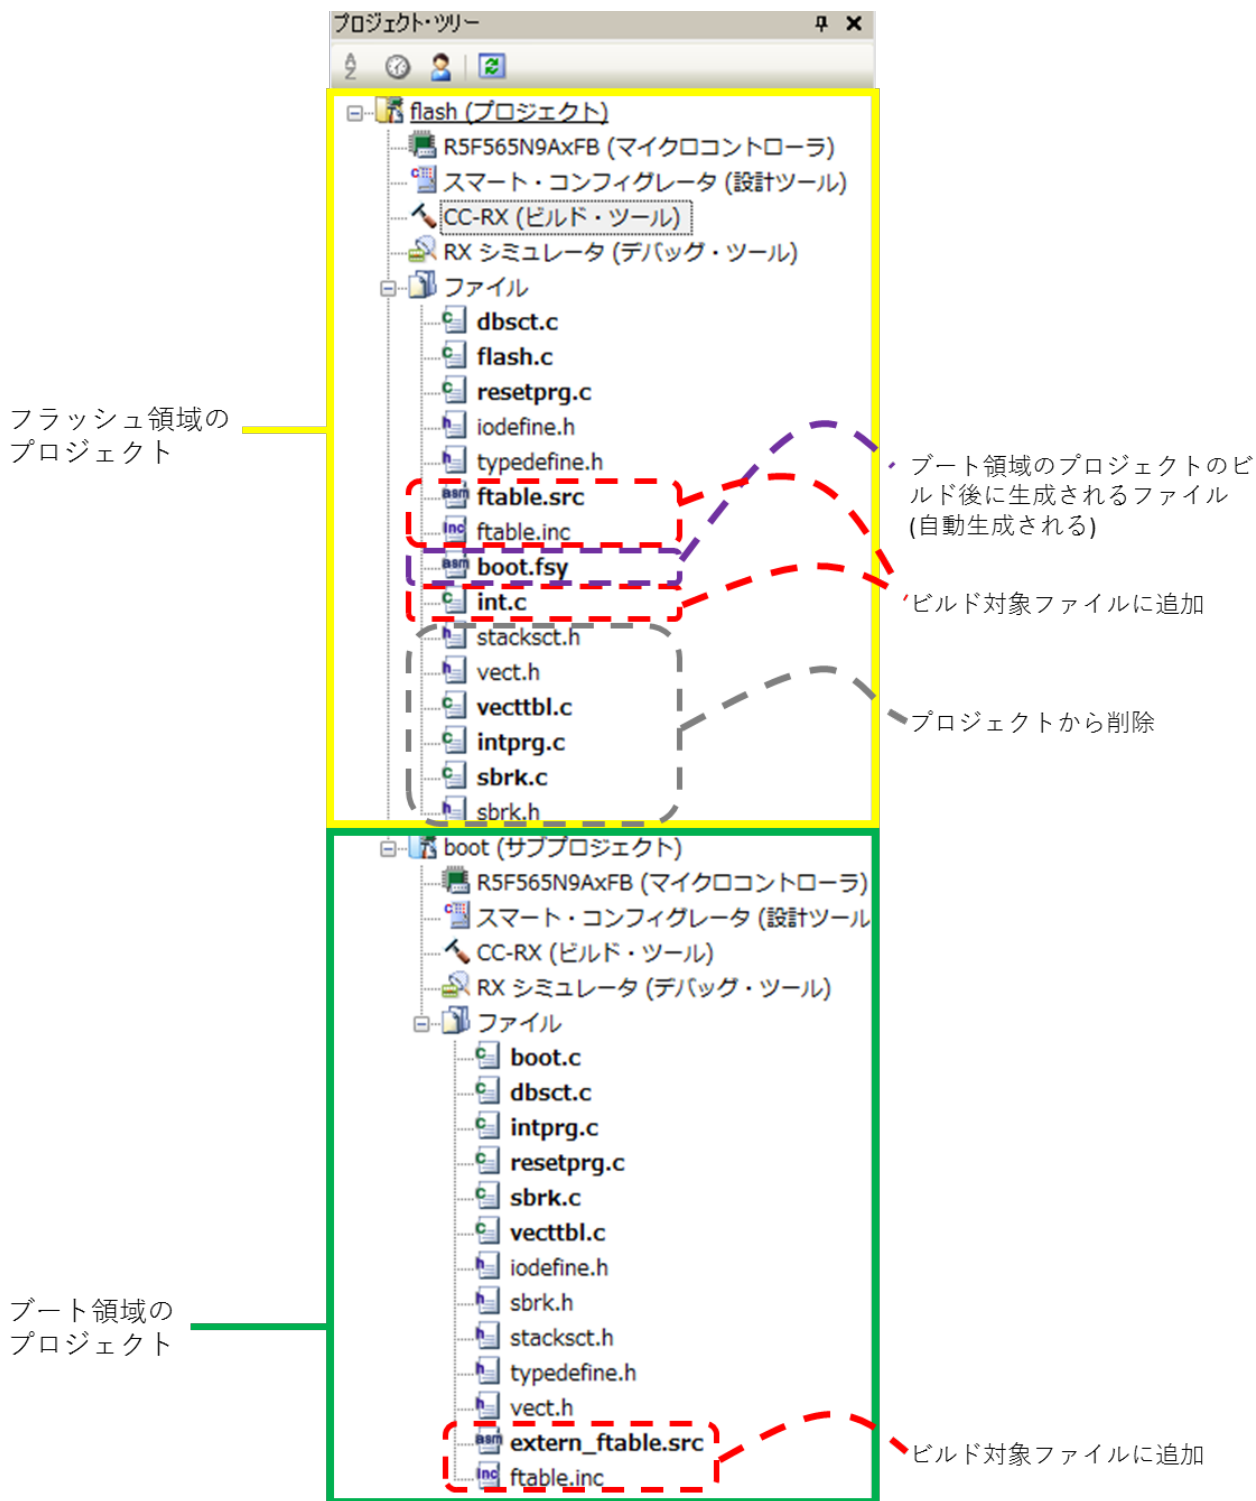 プロジェクト・ツリー
flash (プロジェクト)
R5F565N9AxFB (マイクロコントローラ)
スマート・コンフィグレータ (設計ツール)
CC-RX (ビルド・ツール)
RX シミュレータ (デバッグ・ツール)
ファイル
dbsct.c
flash.c
resetprg.c
iodefine.h
typedefine.h
ftable.src
ftable.inc
boot.fsy
int.c
stacksct.h
vect.h
vecttbl.c
intprg.c
sbrk.c
sbrk.h
フラッシュ領域の
プロジェクト
ブート領域のプロジェクトのビ
ルド後に生成されるファイル
(自動生成される)
ビルド対象ファイルに追加
プロジェクトから削除
boot (サブプロジェクト)
R5F565N9AxFB (マイクロコントローラ)
スマート・コンフィグレータ (設計ツール
CC-RX (ビルド・ツール)
RX シミュレータ (デバッグ・ツール)
ファイル
boot.c
dbsct.c
intprg.c
resetprg.c
sbrk.c
vecttbl.c
iodefine.h
sbrk.h
stacksct.h
typedefine.h
vect.h
extern_ftable.src
ftable.inc
ブート領域の
プロジェクト
ビルド対象ファイルに追加